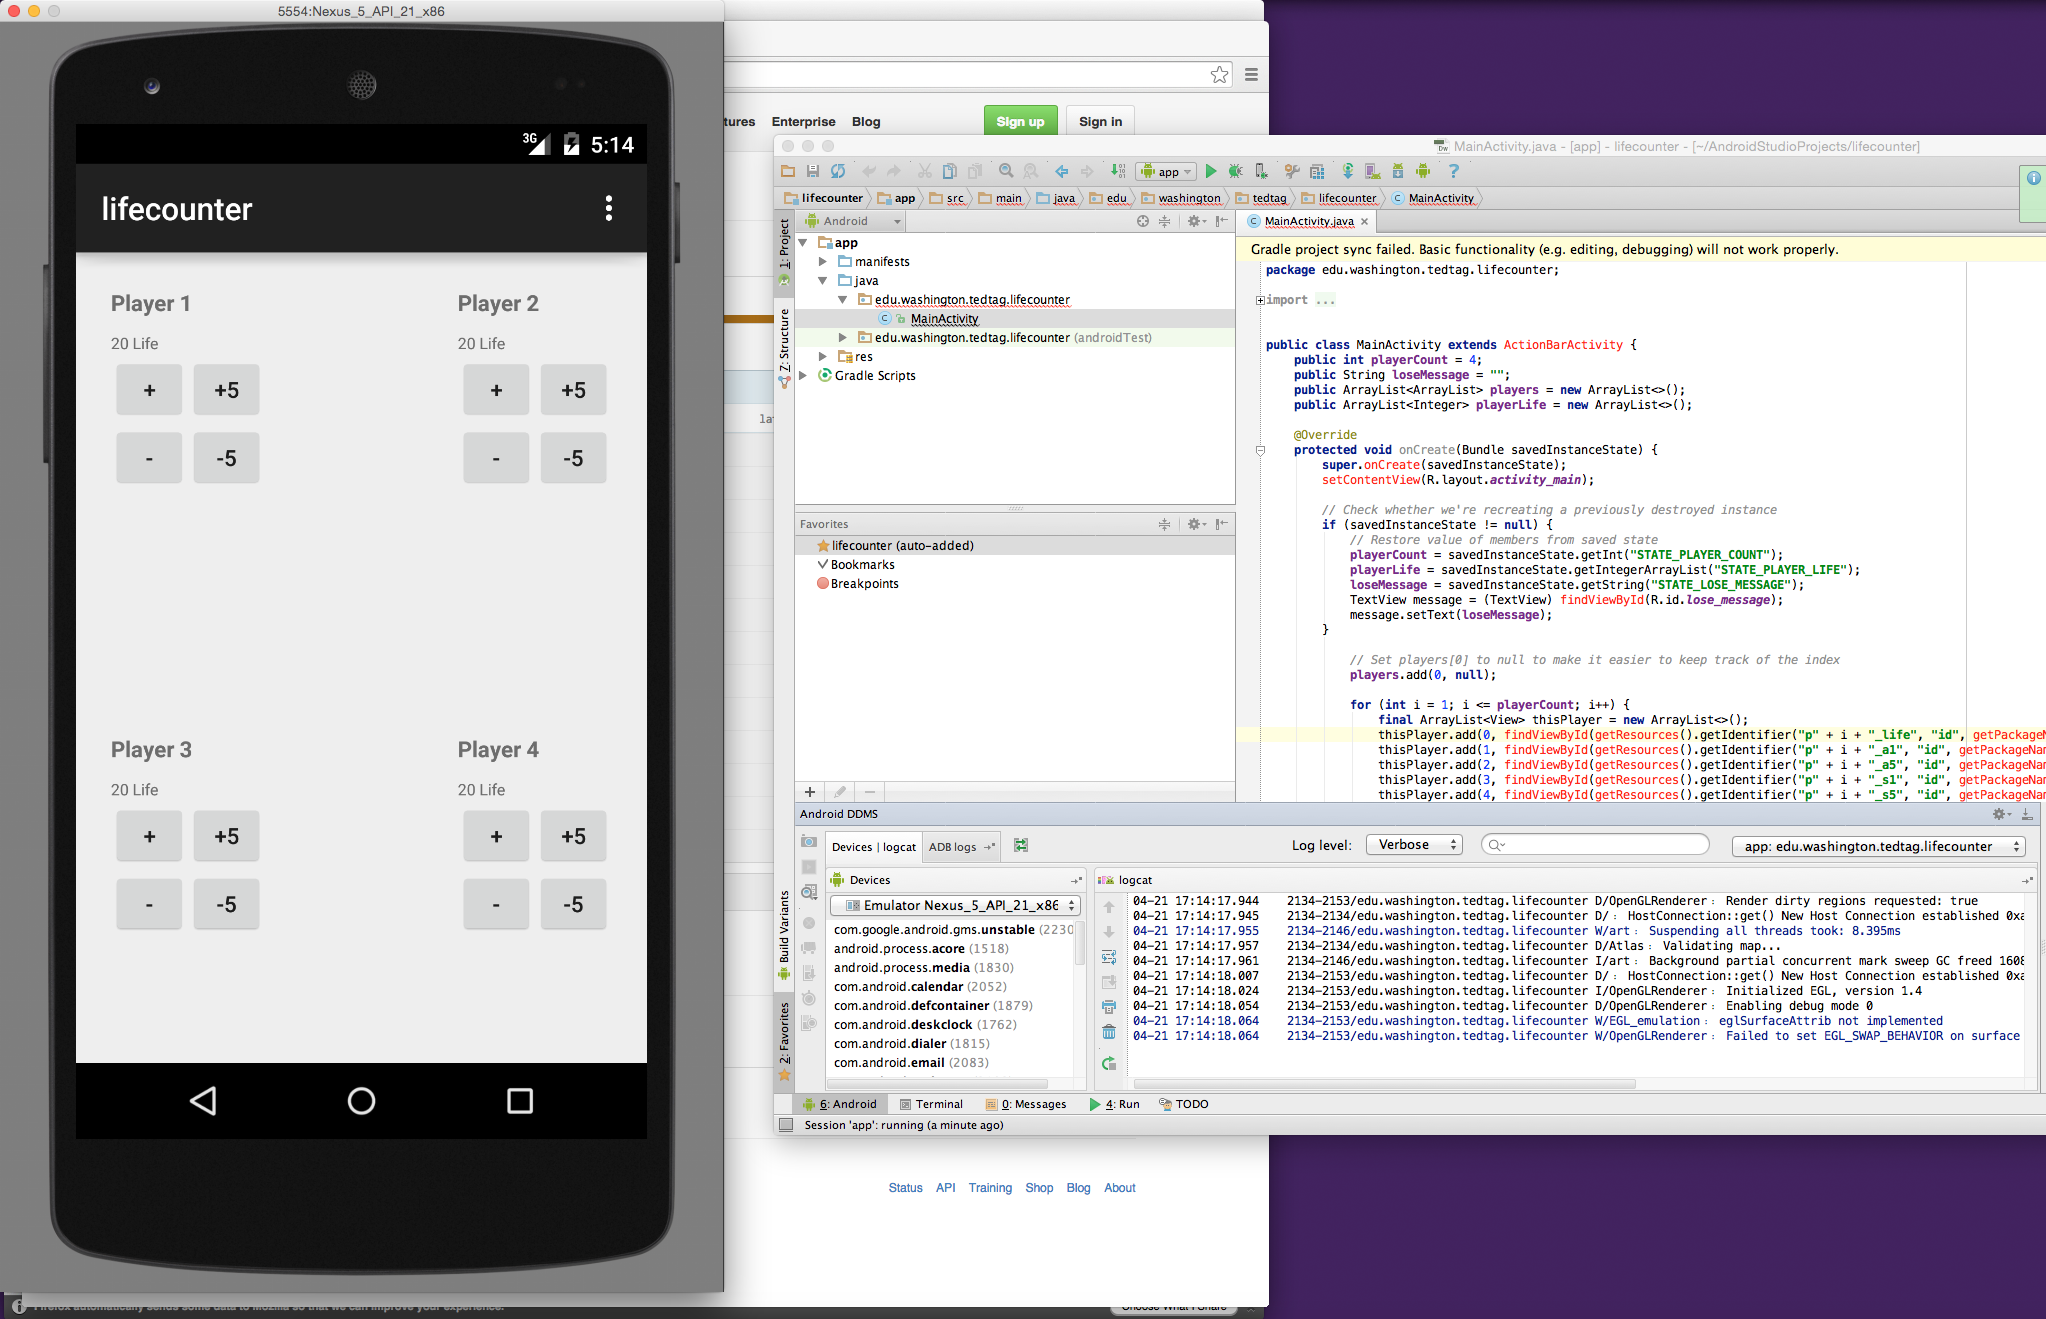 5554:Nexus_5_API_21_x86
3G 5:14
lifecounter
Player 1
20 Life
+ +5
- -5
Player 2
20 Life
+ +5
- -5
Player 3
20 Life
+ +5
- -5
Player 4
20 Life
+ +5
- -5
tures Enterprise Blog Sign up Sign in
MainActivity.java - [app] - lifecounter - [~/AndroidStudioProjects/lifecounter]
app
lifecounter app src main java edu washington tedtag lifecounter MainActivity
1: Project
7: Structure
Build Variants
2: Favorites
Android
app
manifests
java
edu.washington.tedtag.lifecounter
MainActivity
edu.washington.tedtag.lifecounter (androidTest)
res
Gradle Scripts
Favorites
lifecounter (auto-added)
Bookmarks
Breakpoints
MainActivity.java
Gradle project sync failed. Basic functionality (e.g. editing, debugging) will not work properly.
package edu.washington.tedtag.lifecounter;
import ...
public class MainActivity extends ActionBarActivity {
public int playerCount = 4;
public String loseMessage = "";
public ArrayList<ArrayList> players = new ArrayList<>();
public ArrayList<Integer> playerLife = new ArrayList<>();
@Override
protected void onCreate(Bundle savedInstanceState) {
super.onCreate(savedInstanceState);
setContentView(R.layout.activity_main);
// Check whether we're recreating a previously destroyed instance
if (savedInstanceState != null) {
// Restore value of members from saved state
playerCount = savedInstanceState.getInt("STATE_PLAYER_COUNT");
playerLife = savedInstanceState.getIntegerArrayList("STATE_PLAYER_LIFE");
loseMessage = savedInstanceState.getString("STATE_LOSE_MESSAGE");
TextView message = (TextView) findViewById(R.id.lose_message);
message.setText(loseMessage);
}
// Set players[0] to null to make it easier to keep track of the index
players.add(0, null);
for (int i = 1; i <= playerCount; i++) {
final ArrayList<View> thisPlayer = new ArrayList<>();
thisPlayer.add(0, findViewById(getResources().getIdentifier("p" + i + "_life", "id", getPackageN
thisPlayer.add(1, findViewById(getResources().getIdentifier("p" + i + "_a1", "id", getPackageNam
thisPlayer.add(2, findViewById(getResources().getIdentifier("p" + i + "_a5", "id", getPackageNam
thisPlayer.add(3, findViewById(getResources().getIdentifier("p" + i + "_s1", "id", getPackageNam
thisPlayer.add(4, findViewById(getResources().getIdentifier("p" + i + "_s5", "id", getPackageNam
Android DDMS
Devices | logcat ADB logs Log level: Verbose app: edu.washington.tedtag.lifecounter
Devices
Emulator Nexus_5_API_21_x86
com.google.android.gms.unstable (2230
android.process.acore (1518)
android.process.media (1830)
com.android.calendar (2052)
com.android.defcontainer (1879)
com.android.deskclock (1762)
com.android.dialer (1815)
com.android.email (2083)
logcat
04-21 17:14:17.944 2134-2153/edu.washington.tedtag.lifecounter D/OpenGLRenderer: Render dirty regions requested: true
04-21 17:14:17.945 2134-2134/edu.washington.tedtag.lifecounter D/: HostConnection::get() New Host Connection established 0xa
04-21 17:14:17.955 2134-2146/edu.washington.tedtag.lifecounter W/art: Suspending all threads took: 8.395ms
04-21 17:14:17.957 2134-2134/edu.washington.tedtag.lifecounter D/Atlas: Validating map...
04-21 17:14:17.961 2134-2146/edu.washington.tedtag.lifecounter I/art: Background partial concurrent mark sweep GC freed 1608
04-21 17:14:18.007 2134-2153/edu.washington.tedtag.lifecounter D/: HostConnection::get() New Host Connection established 0xa
04-21 17:14:18.024 2134-2153/edu.washington.tedtag.lifecounter I/OpenGLRenderer: Initialized EGL, version 1.4
04-21 17:14:18.054 2134-2153/edu.washington.tedtag.lifecounter D/OpenGLRenderer: Enabling debug mode 0
04-21 17:14:18.064 2134-2153/edu.washington.tedtag.lifecounter W/EGL_emulation: eglSurfaceAttrib not implemented
04-21 17:14:18.064 2134-2153/edu.washington.tedtag.lifecounter W/OpenGLRenderer: Failed to set EGL_SWAP_BEHAVIOR on surface
6: Android Terminal 0: Messages 4: Run TODO
Session 'app': running (a minute ago)
Status API Training Shop Blog About
Firefox automatically sends some data to Mozilla so that we can improve your experience. Choose What I Share